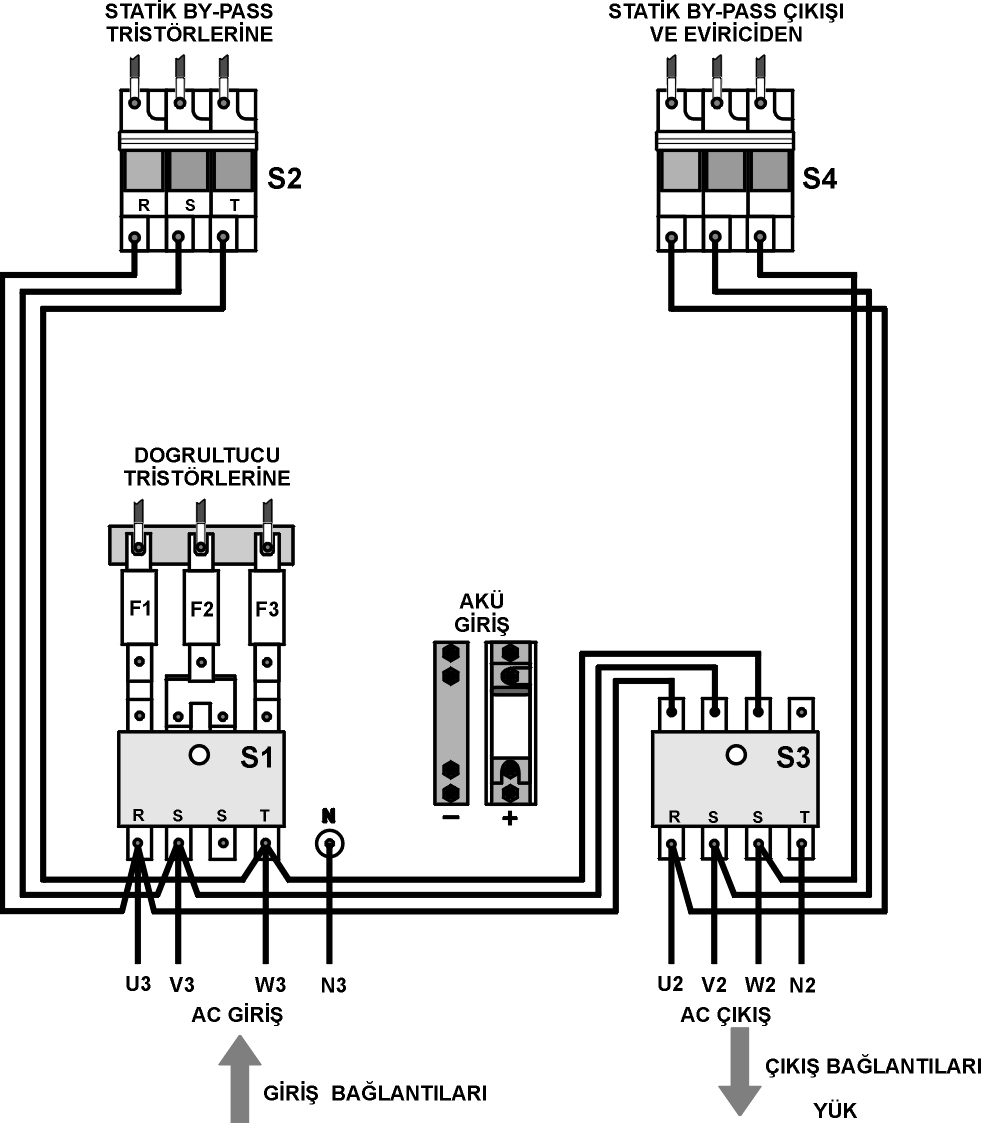 STATİK BY-PASS
TRİSTÖRLERİNE
STATİK BY-PASS ÇIKIŞI
VE EVİRİCİDEN
S2
S4
R S T
DOGRULTUCU
TRİSTÖRLERİNE
F1 F2 F3
AKÜ
GİRİŞ
S1
S3
R S S T
N
− +
R S S T
U3 V3 W3 N3
U2 V2 W2 N2
AC GİRİŞ
AC ÇIKIŞ
GİRİŞ BAĞLANTILARI
ÇIKIŞ BAĞLANTILARI
YÜK